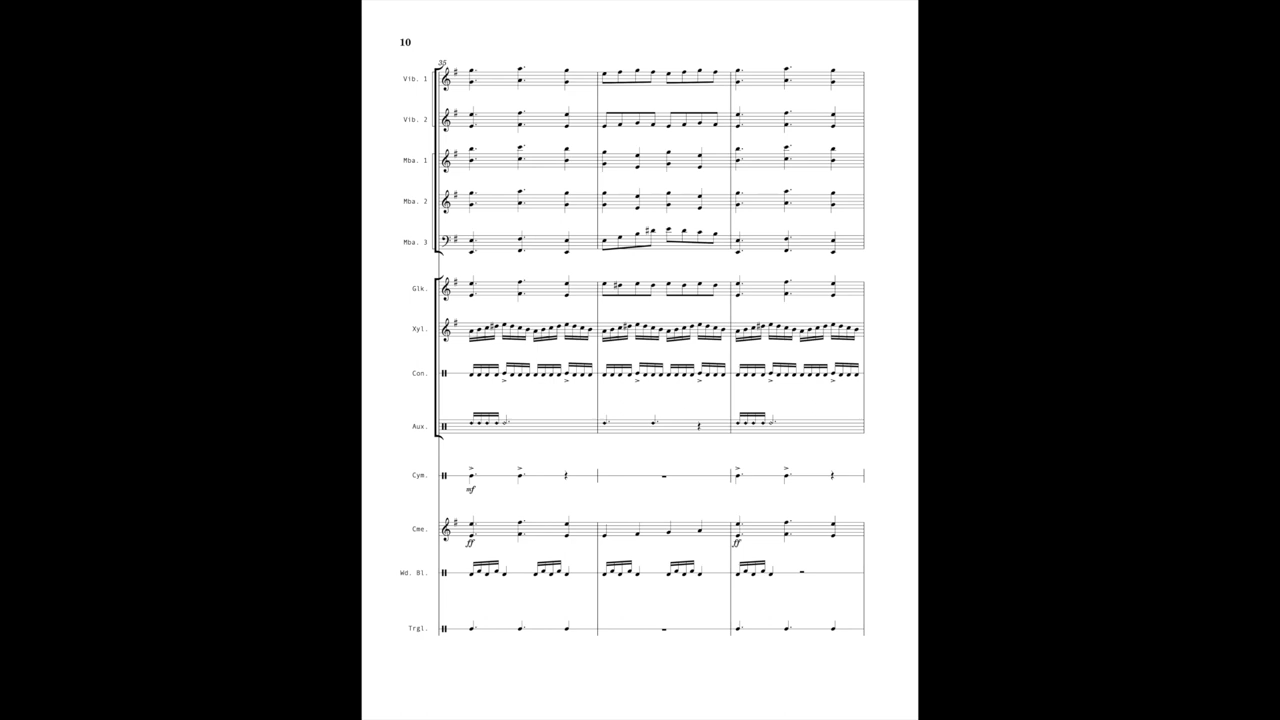 10
35
Vib. 1
Vib. 2
Mba. 1
Mba. 2
Mba. 3
Glk.
Xyl.
Con.
Aux.
Cym.
mf
Cme.
ff ff
Wd. Bl.
Trgl.